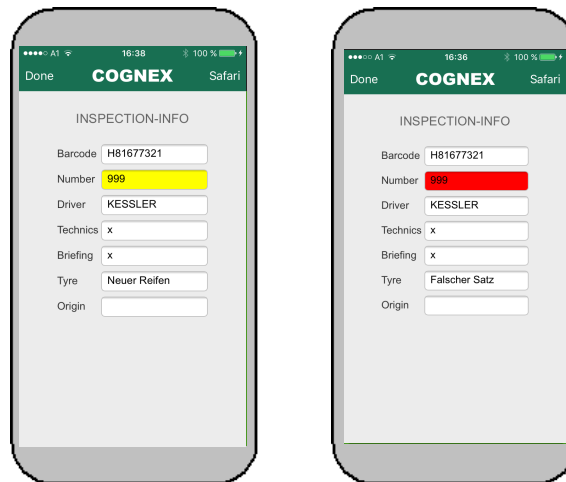 A1 16:38 100 %
Done COGNEX Safari
INSPECTION-INFO
Barcode H81677321
Number 999
Driver KESSLER
Technics x
Briefing x
Tyre Neuer Reifen
Origin
A1 16:36 100 %
Done COGNEX Safari
INSPECTION-INFO
Barcode H81677321
Number 999
Driver KESSLER
Technics x
Briefing x
Tyre Falscher Satz
Origin